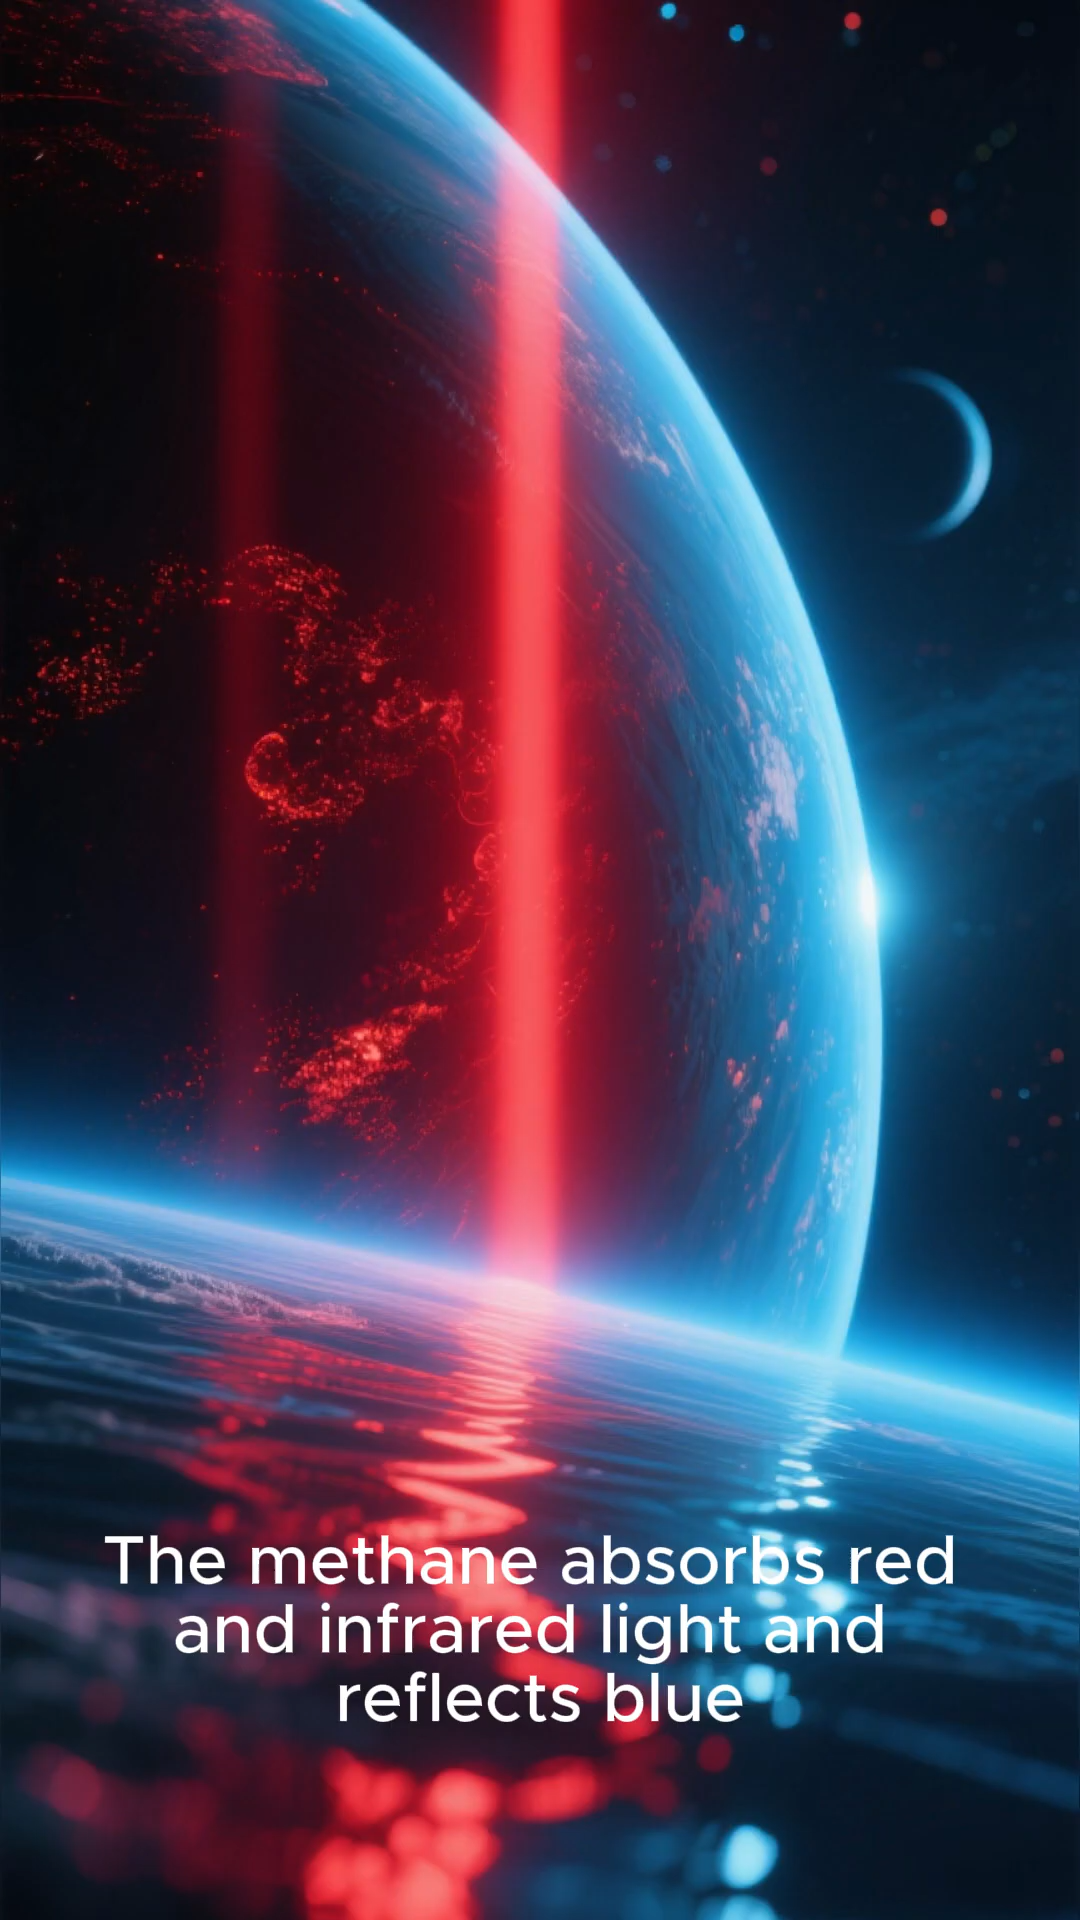 The methane absorbs red
and infrared light and
reflects blue